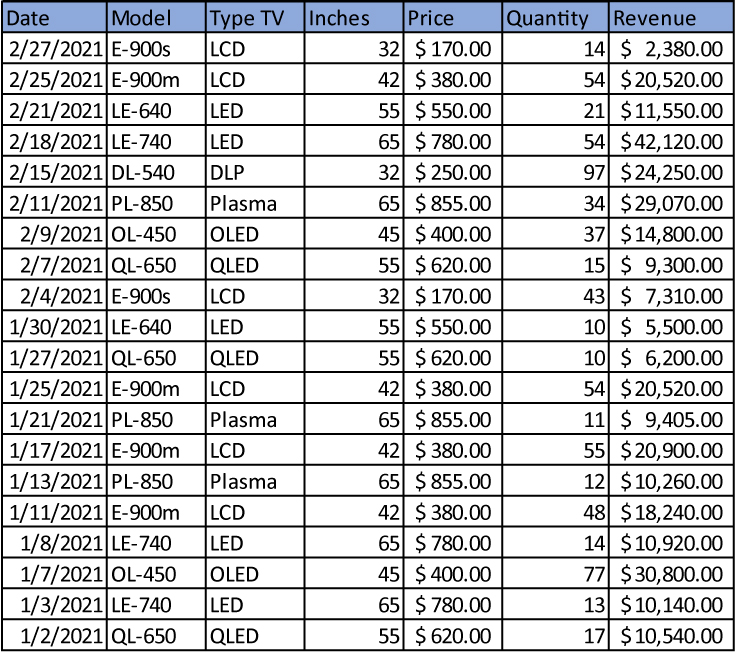 Date Model Type TV Inches Price Quantity Revenue
2/27/2021 E-900s LCD 32 $ 170.00 14 $ 2,380.00
2/25/2021 E-900m LCD 42 $ 380.00 54 $ 20,520.00
2/21/2021 LE-640 LED 55 $ 550.00 21 $ 11,550.00
2/18/2021 LE-740 LED 65 $ 780.00 54 $ 42,120.00
2/15/2021 DL-540 DLP 32 $ 250.00 97 $ 24,250.00
2/11/2021 PL-850 Plasma 65 $ 855.00 34 $ 29,070.00
2/9/2021 OL-450 OLED 45 $ 400.00 37 $ 14,800.00
2/7/2021 QL-650 QLED 55 $ 620.00 15 $ 9,300.00
2/4/2021 E-900s LCD 32 $ 170.00 43 $ 7,310.00
1/30/2021 LE-640 LED 55 $ 550.00 10 $ 5,500.00
1/27/2021 QL-650 QLED 55 $ 620.00 10 $ 6,200.00
1/25/2021 E-900m LCD 42 $ 380.00 54 $ 20,520.00
1/21/2021 PL-850 Plasma 65 $ 855.00 11 $ 9,405.00
1/17/2021 E-900m LCD 42 $ 380.00 55 $ 20,900.00
1/13/2021 PL-850 Plasma 65 $ 855.00 12 $ 10,260.00
1/11/2021 E-900m LCD 42 $ 380.00 48 $ 18,240.00
1/8/2021 LE-740 LED 65 $ 780.00 14 $ 10,920.00
1/7/2021 OL-450 OLED 45 $ 400.00 77 $ 30,800.00
1/3/2021 LE-740 LED 65 $ 780.00 13 $ 10,140.00
1/2/2021 QL-650 QLED 55 $ 620.00 17 $ 10,540.00